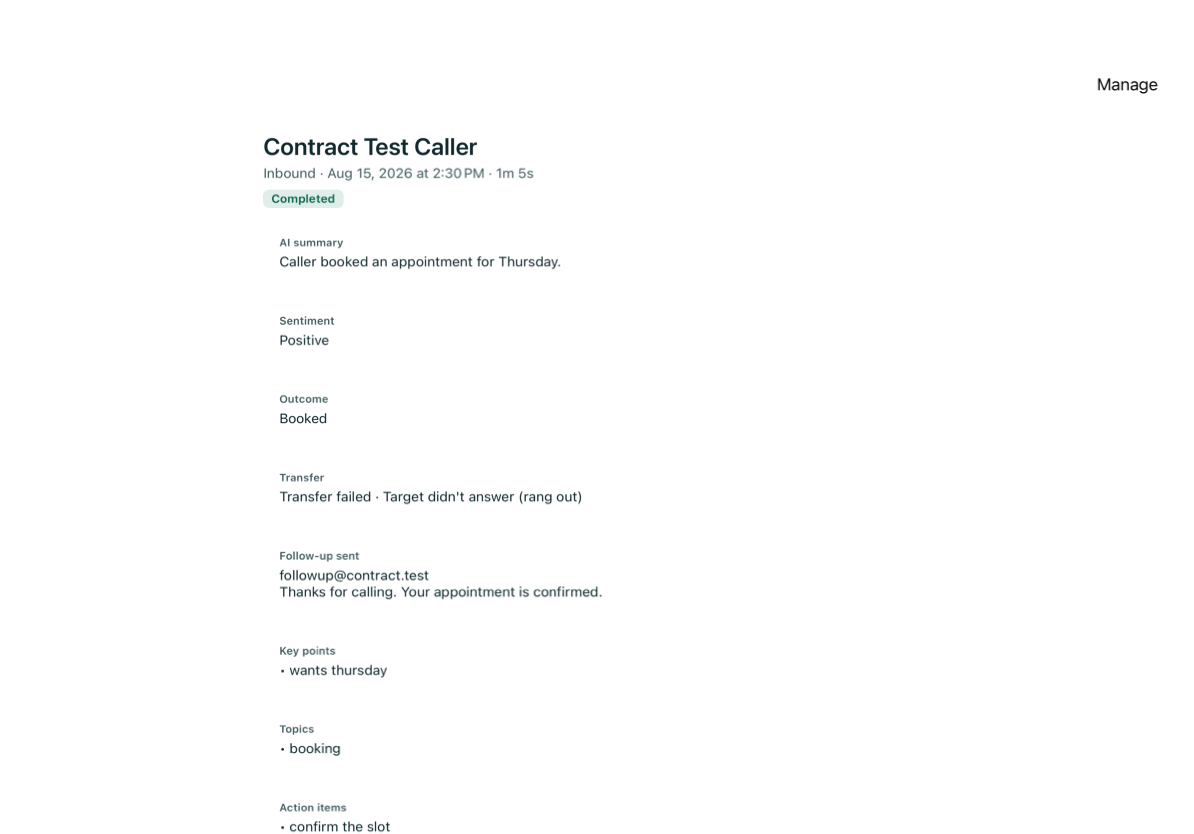 Manage
Contract Test Caller
Inbound · Aug 15, 2026 at 2:30 PM · 1m 5s
Completed
AI summary
Caller booked an appointment for Thursday.
Sentiment
Positive
Outcome
Booked
Transfer
Transfer failed · Target didn't answer (rang out)
Follow-up sent
followup@contract.test
Thanks for calling. Your appointment is confirmed.
Key points
• wants thursday
Topics
• booking
Action items
• confirm the slot